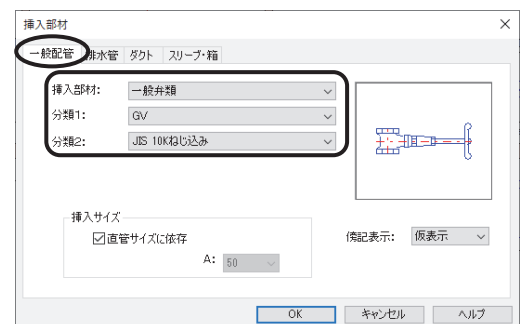 挿入部材
一般配管 排水管 ダクト スリーブ・箱
挿入部材: 一般弁類
分類1: GV
分類2: JIS 10Kねじ込み
挿入サイズ
直管サイズに依存
A: 50
傍記表示: 仮表示
OK キャンセル ヘルプ